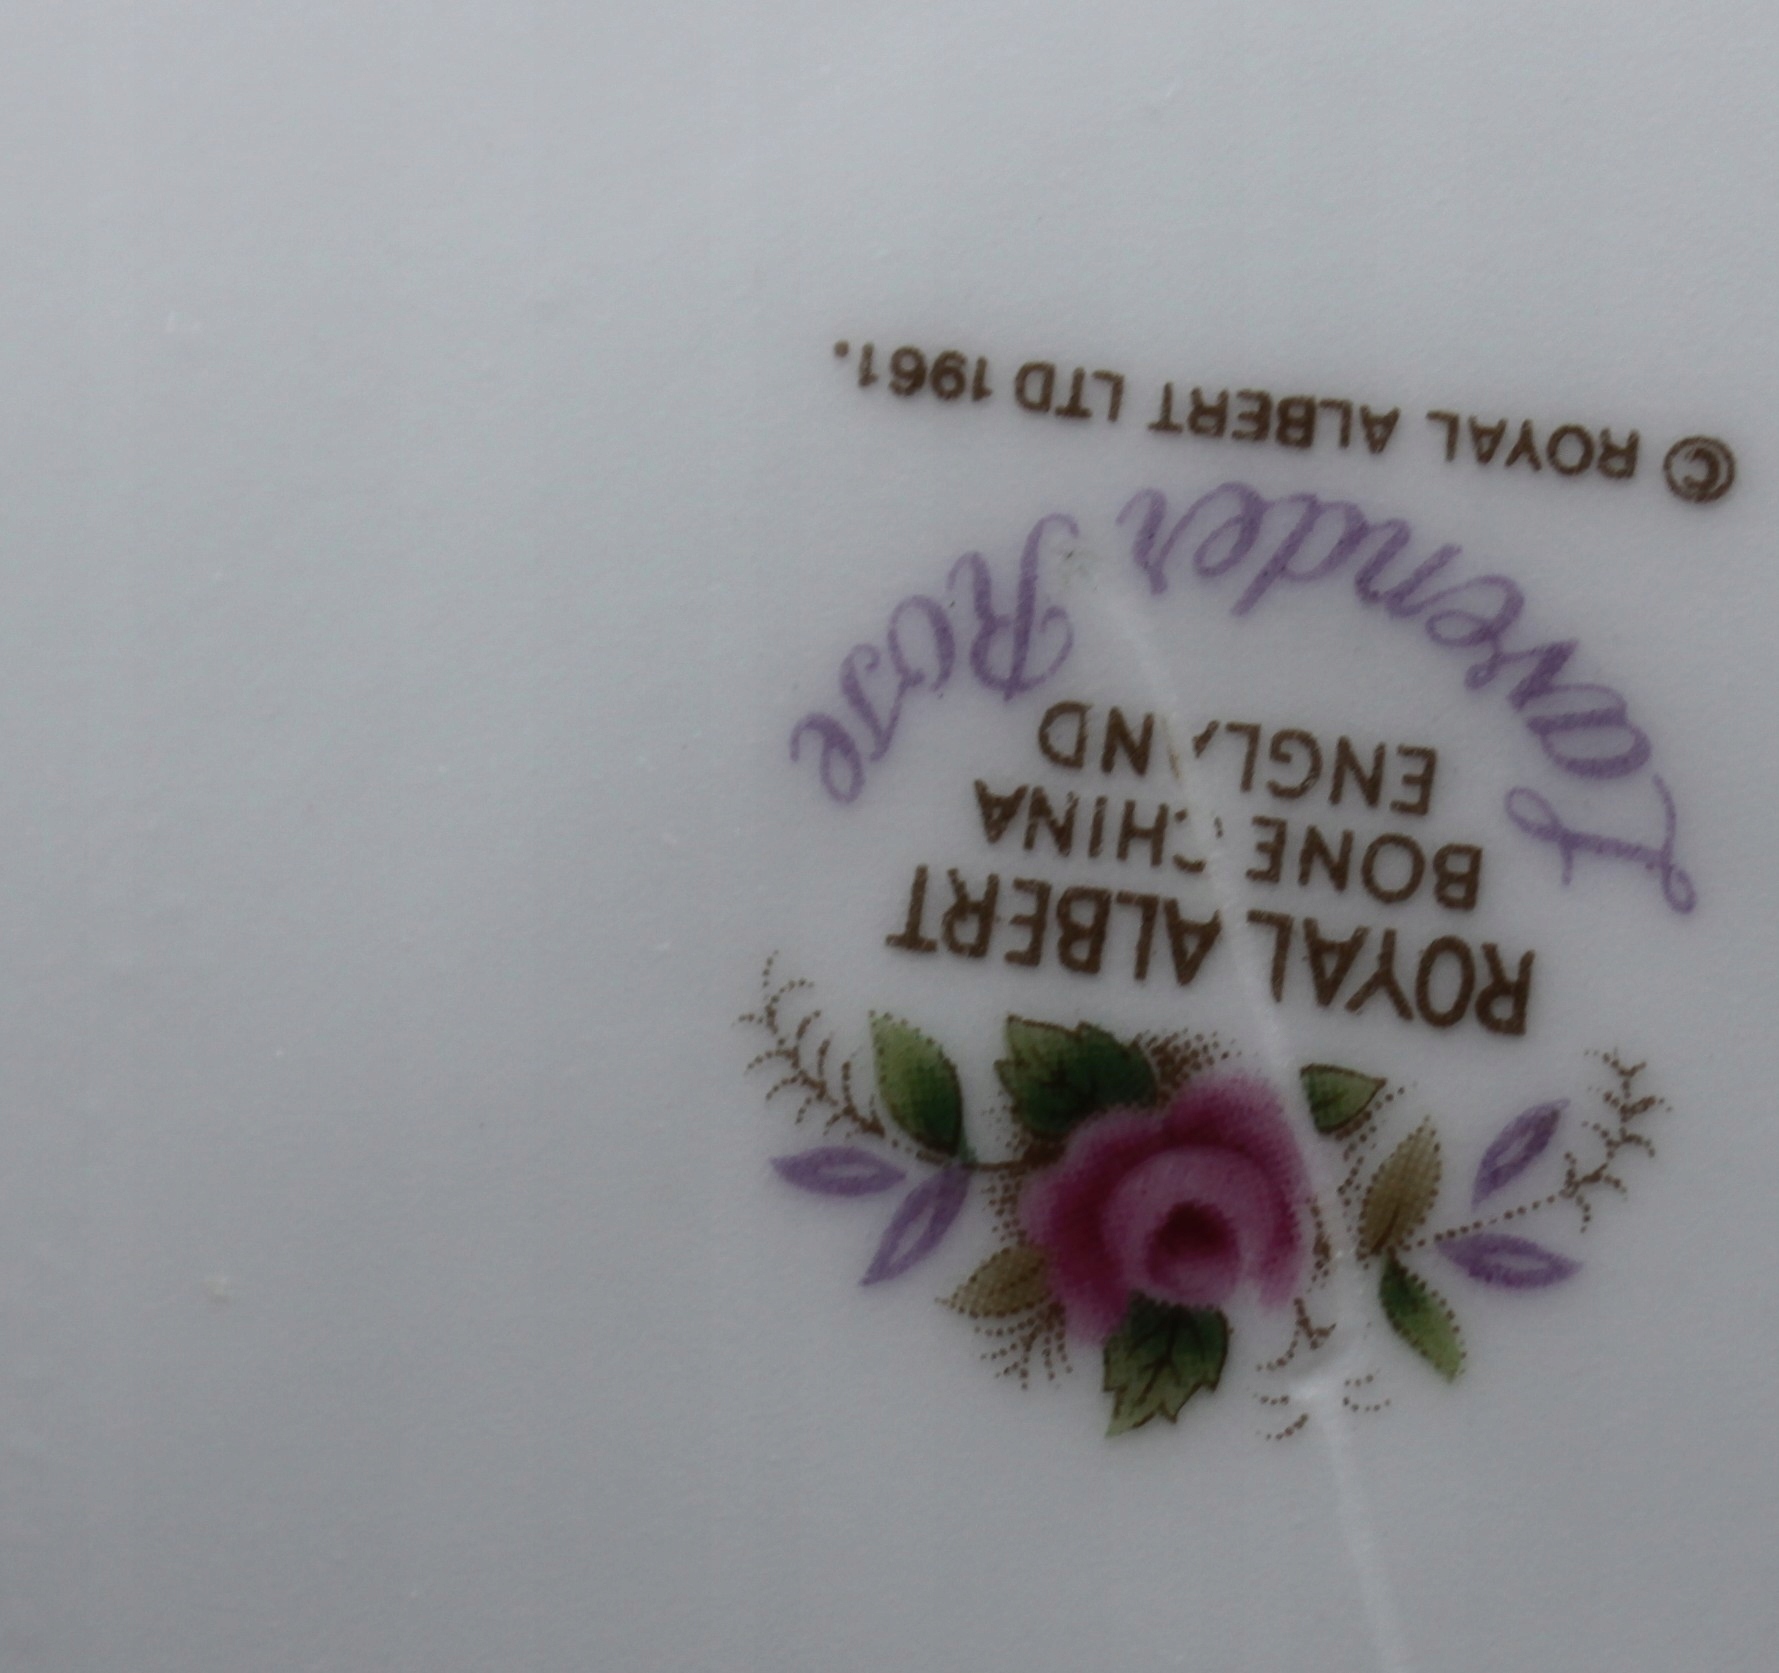 ROYAL ALBERT
BONE CHINA
ENGLAND
Lavender Rose
© ROYAL ALBERT LTD 1961.